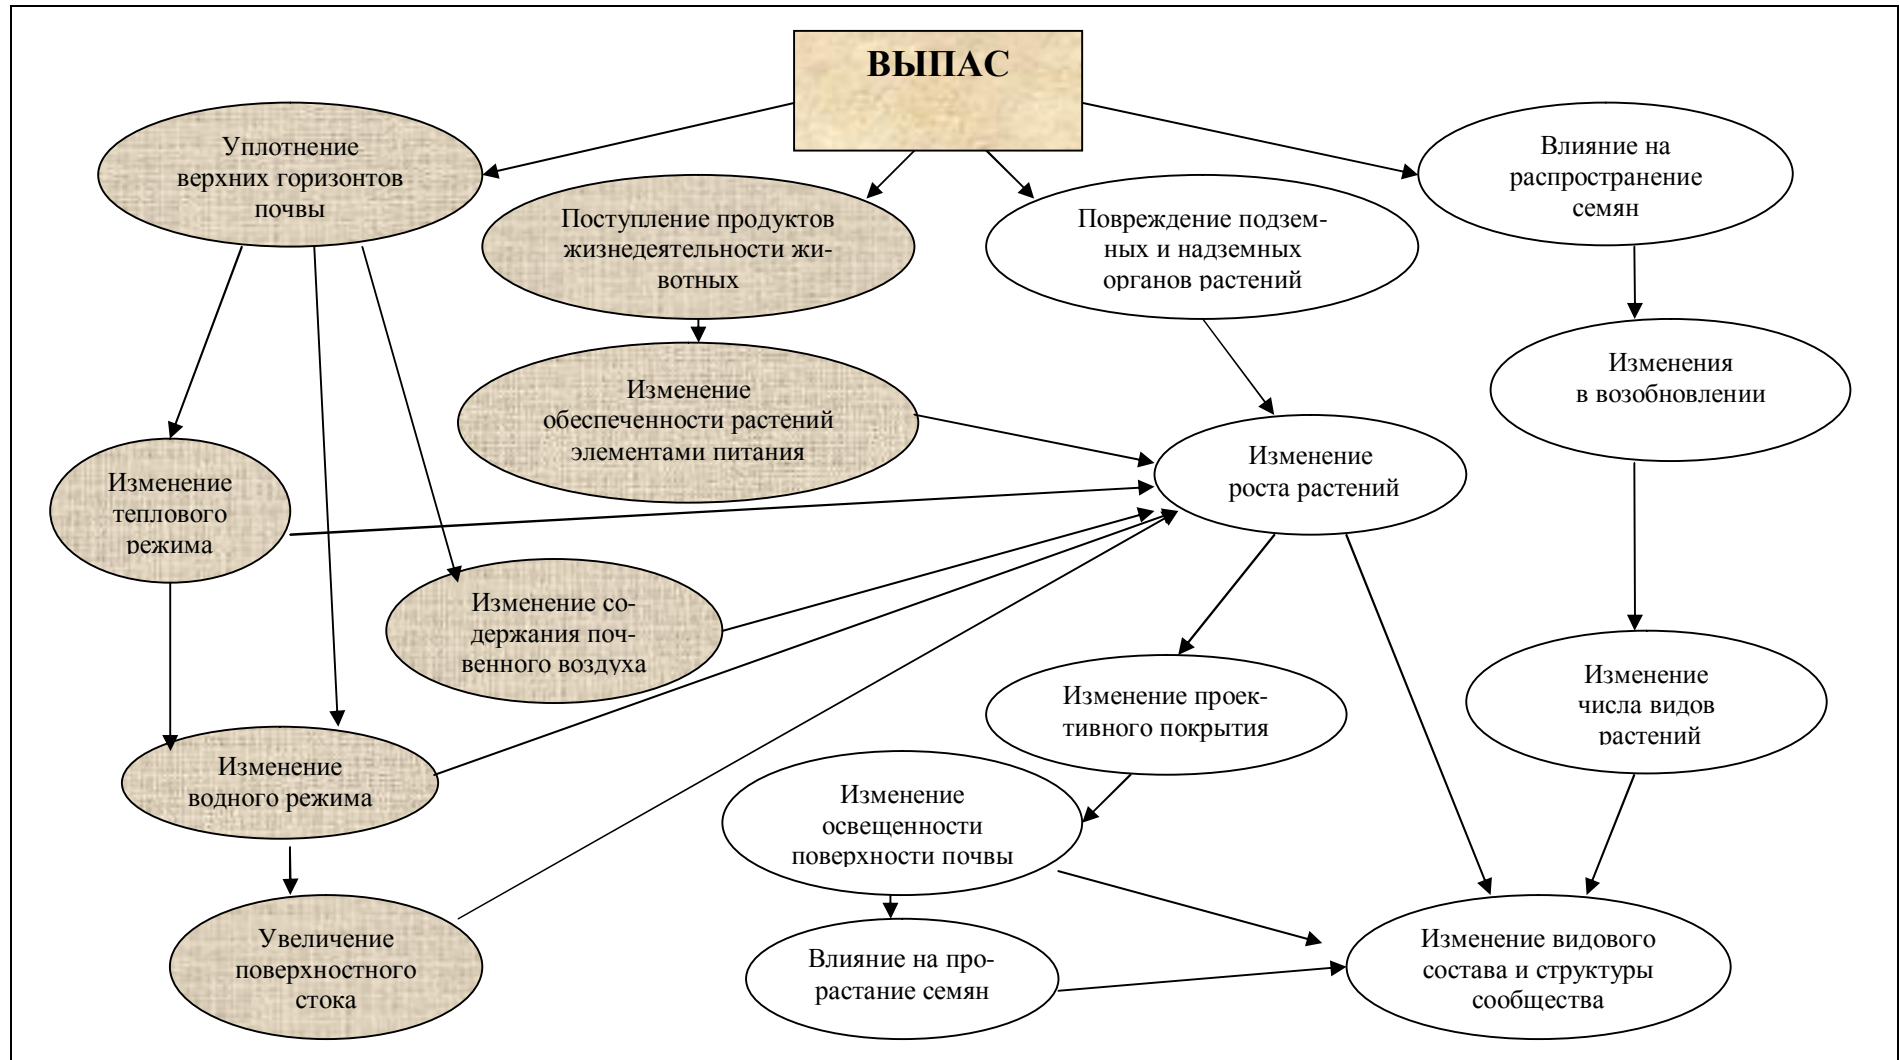 ВЫПАС
Уплотнение
верхних горизонтов
почвы
Поступление продуктов
жизнедеятельности жи-
вотных
Повреждение подзем-
ных и надземных
органов растений
Влияние на
распространение
семян
Изменение
обеспеченности растений
элементами питания
Изменения
в возобновлении
Изменение
роста растений
Изменение
теплового
режима
Изменение со-
держания поч-
венного воздуха
Изменение проек-
тивного покрытия
Изменение
числа видов
растений
Изменение
водного режима
Изменение
освещенности
поверхности почвы
Увеличение
поверхностного
стока
Влияние на про-
растание семян
Изменение видового
состава и структуры
сообщества